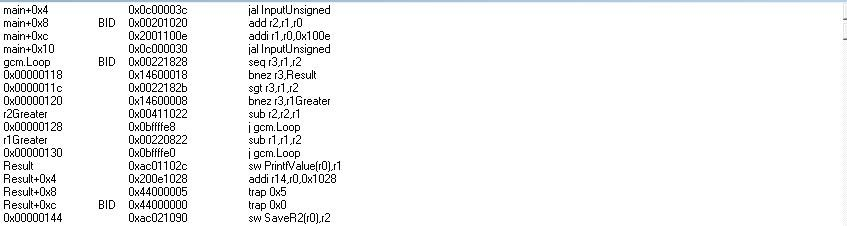 main+0x4 0x0c00003c jal InputUnsigned
main+0x8 BID 0x00201020 add r2,r1,r0
main+0xc 0x2001100e addi r1,r0,0x100e
main+0x10 0x0c000030 jal InputUnsigned
gcm.Loop BID 0x00221828 seq r3,r1,r2
0x00000118 0x14600018 bnez r3,Result
0x0000011c 0x0022182b sgt r3,r1,r2
0x00000120 0x14600008 bnez r3,r1Greater
r2Greater 0x00411022 sub r2,r2,r1
0x00000128 0x0bffffe8 j gcm.Loop
r1Greater 0x00220822 sub r1,r1,r2
0x00000130 0x0bffffe0 j gcm.Loop
Result 0xac01102c sw PrintfValue(r0),r1
Result+0x4 0x200e1028 addi r14,r0,0x1028
Result+0x8 0x44000005 trap 0x5
Result+0xc BID 0x44000000 trap 0x0
0x00000144 0xac021090 sw SaveR2(r0),r2